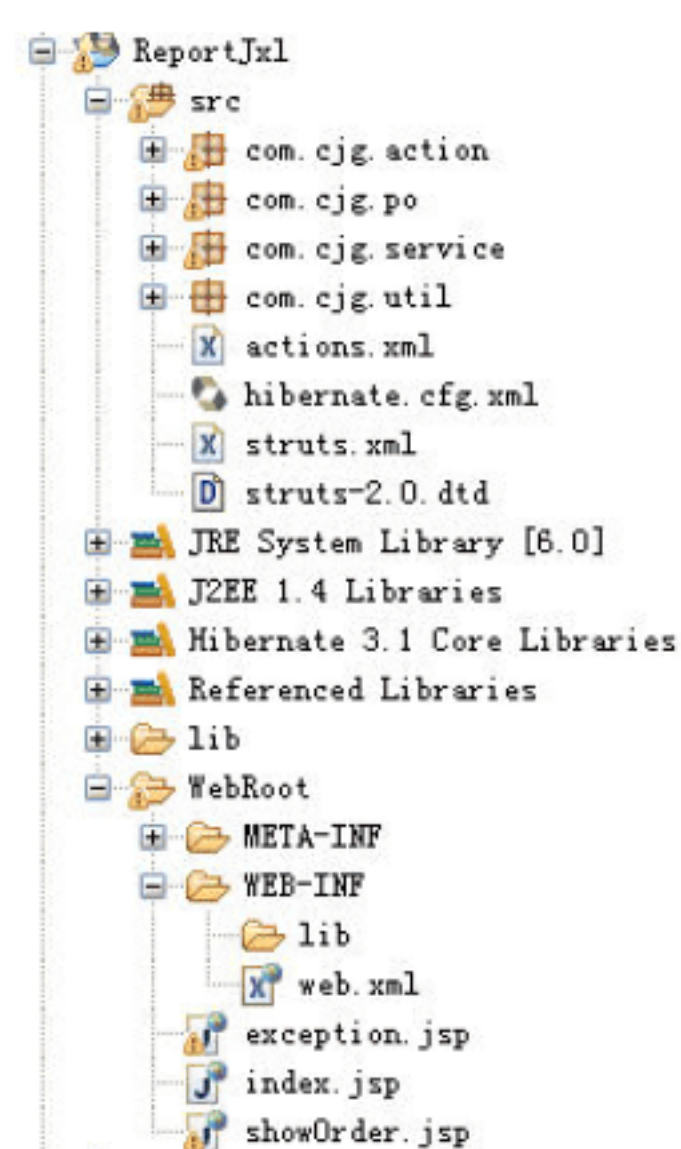 ReportJxl
src
com.cjg.action
com.cjg.po
com.cjg.service
com.cjg.util
actions.xml
hibernate.cfg.xml
struts.xml
struts-2.0.dtd
JRE System Library [6.0]
J2EE 1.4 Libraries
Hibernate 3.1 Core Libraries
Referenced Libraries
lib
WebRoot
META-INF
WEB-INF
lib
web.xml
exception.jsp
index.jsp
showOrder.jsp